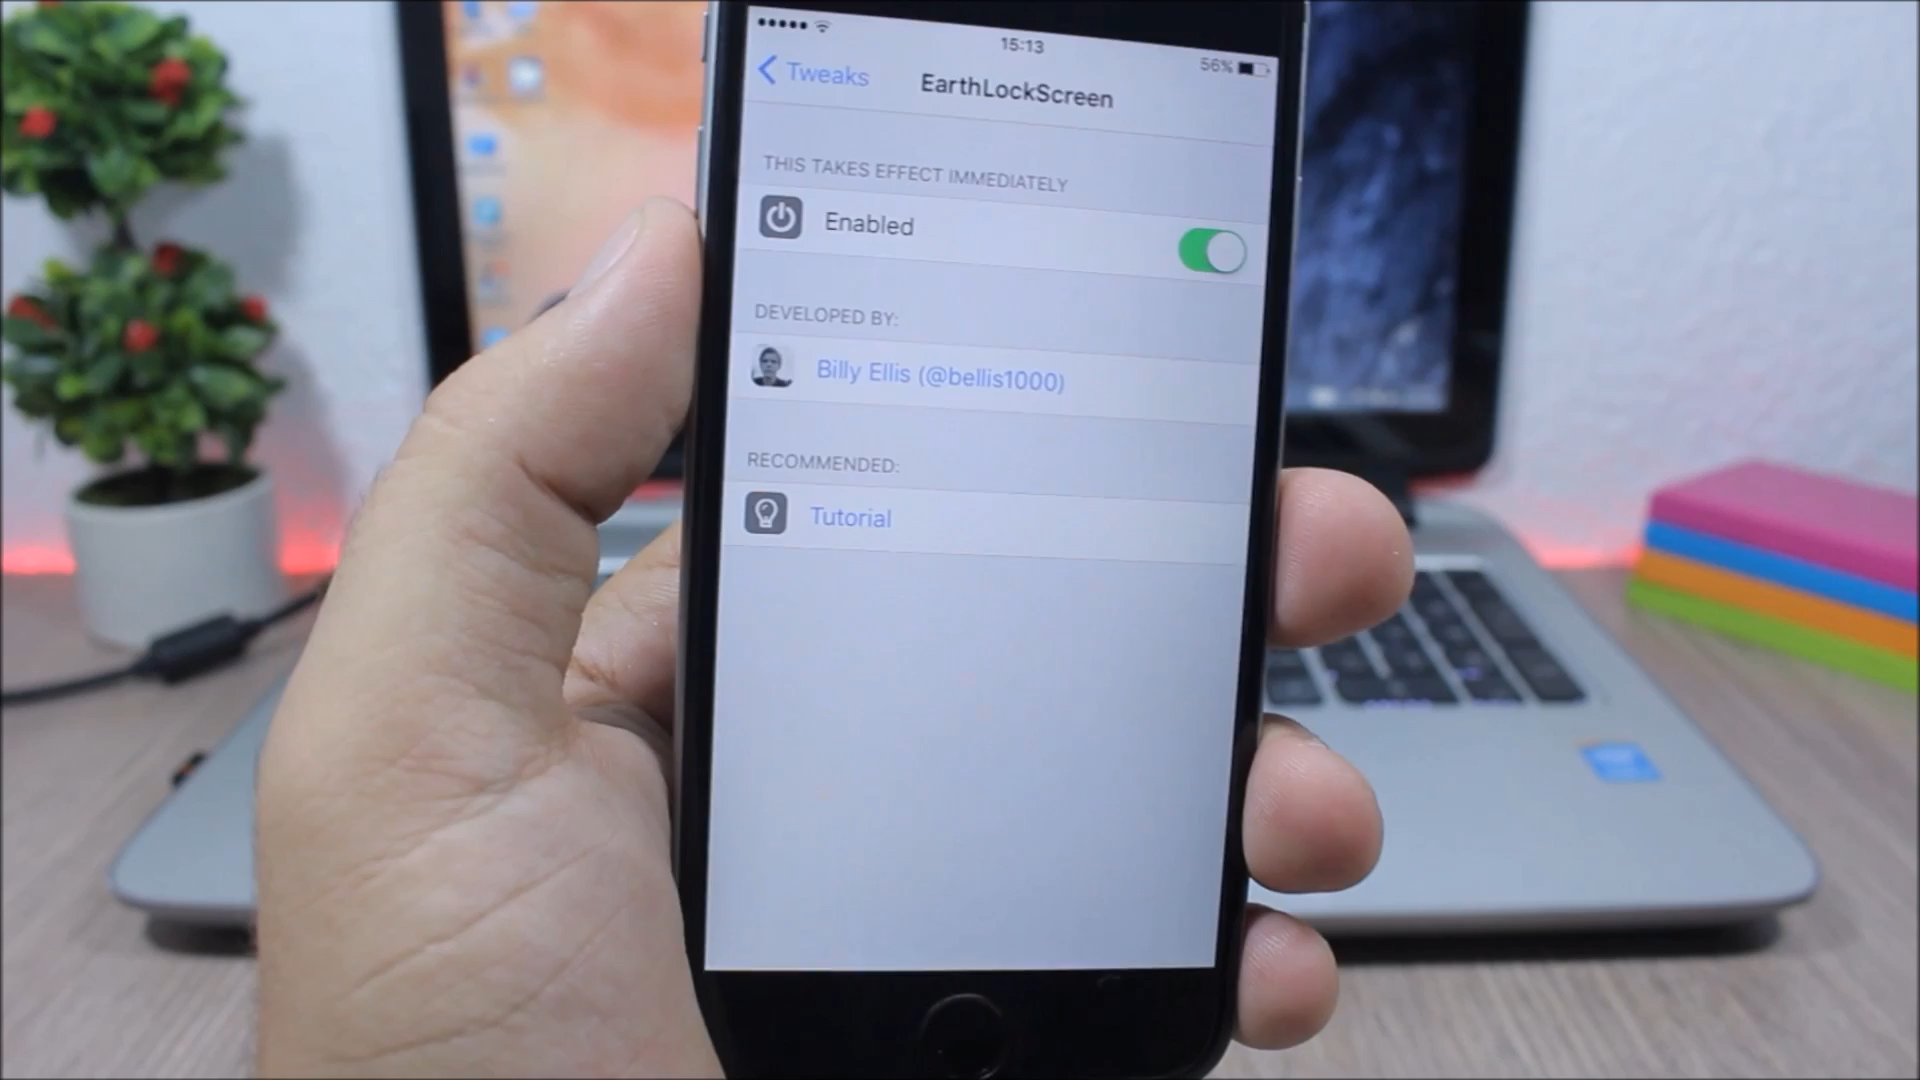 15:13
56%
Tweaks
EarthLockScreen
THIS TAKES EFFECT IMMEDIATELY
Enabled
DEVELOPED BY:
Billy Ellis (@bellis1000)
RECOMMENDED:
Tutorial